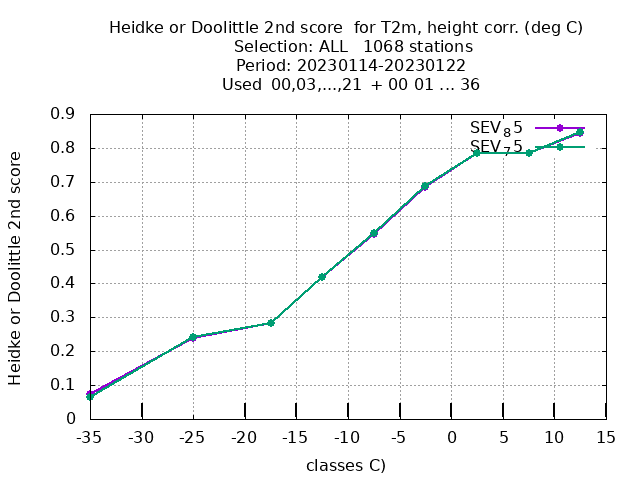 Heidke or Doolittle 2nd score  for T2m, height corr. (deg C)
Selection: ALL   1068 stations
Period: 20230114-20230122
Used  00,03,...,21  + 00 01 ... 36
Heidke or Doolittle 2nd score
0.9
0.8
0.7
0.6
0.5
0.4
0.3
0.2
0.1
0
SEV₈5
SEV₇5
-35 -30 -25 -20 -15 -10 -5 0 5 10 15
classes C)